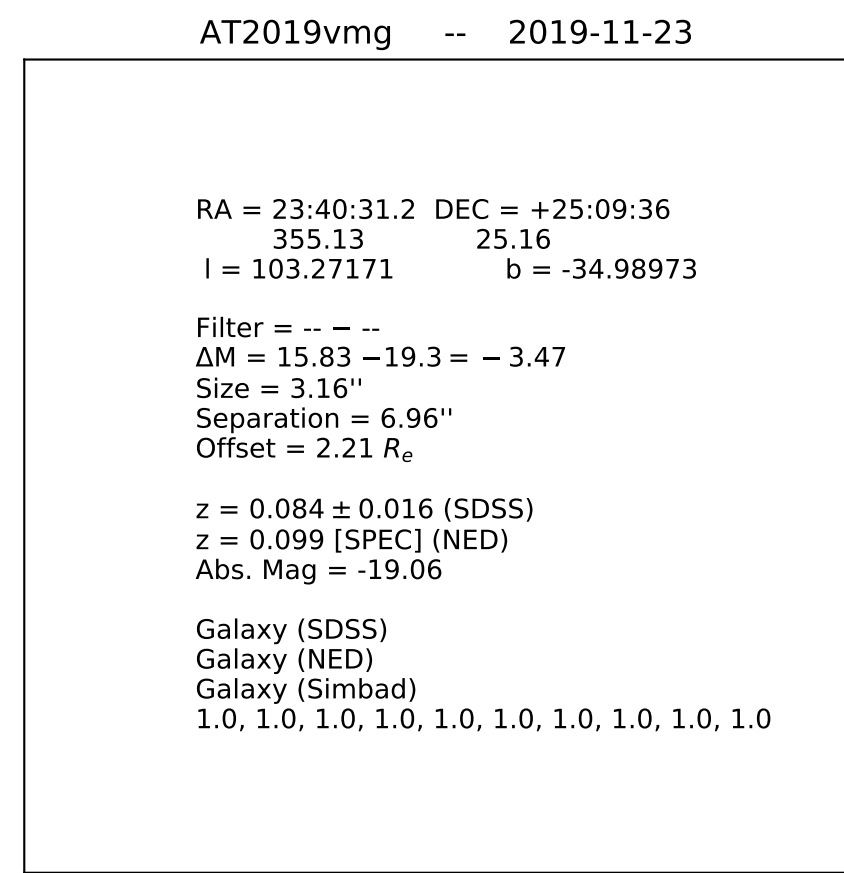 AT2019vmg -- 2019-11-23
RA = 23:40:31.2 DEC = +25:09:36
355.13 25.16
l = 103.27171 b = -34.98973
Filter = -- − --
ΔM = 15.83 −19.3 = − 3.47
Size = 3.16''
Separation = 6.96''
Offset = 2.21 Re
z = 0.084 ± 0.016 (SDSS)
z = 0.099 [SPEC] (NED)
Abs. Mag = -19.06
Galaxy (SDSS)
Galaxy (NED)
Galaxy (Simbad)
1.0, 1.0, 1.0, 1.0, 1.0, 1.0, 1.0, 1.0, 1.0, 1.0